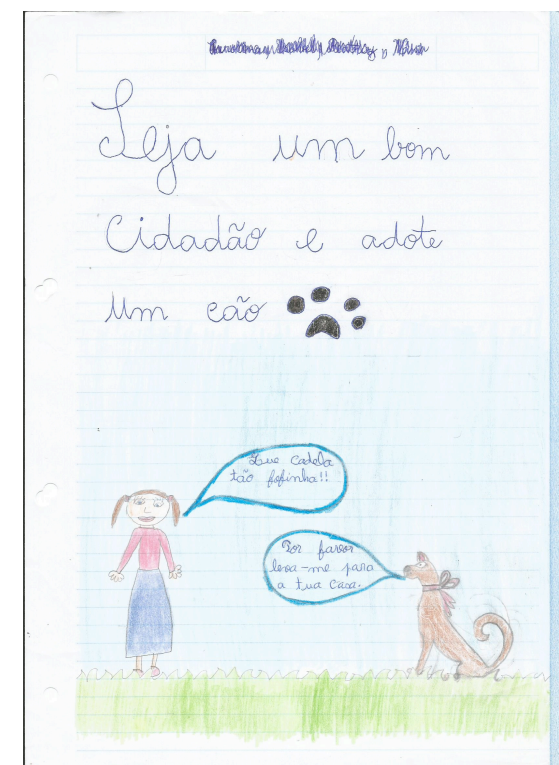 Seja um bom
Cidadão e adote
um cão
Que cadela
tão fofinha!!
Por favor
leva-me para
a tua casa.